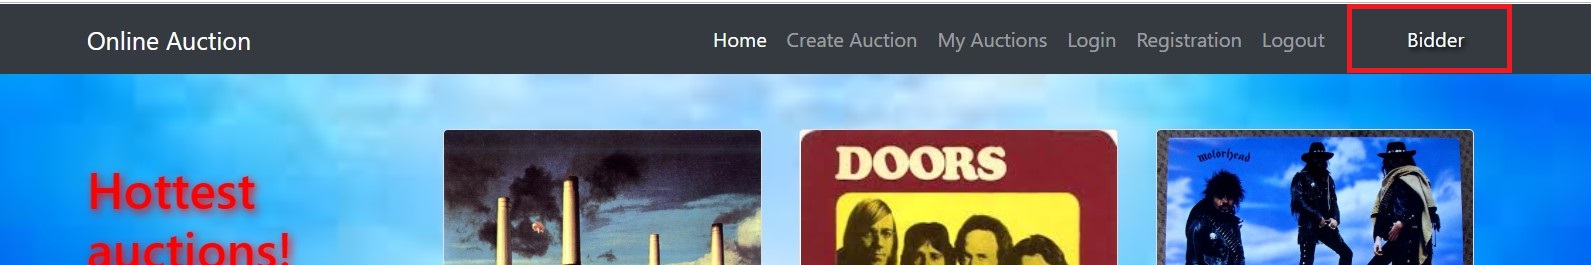 Online Auction
Home Create Auction My Auctions Login Registration Logout Bidder
Hottest
auctions!
DOORS
Motörhead